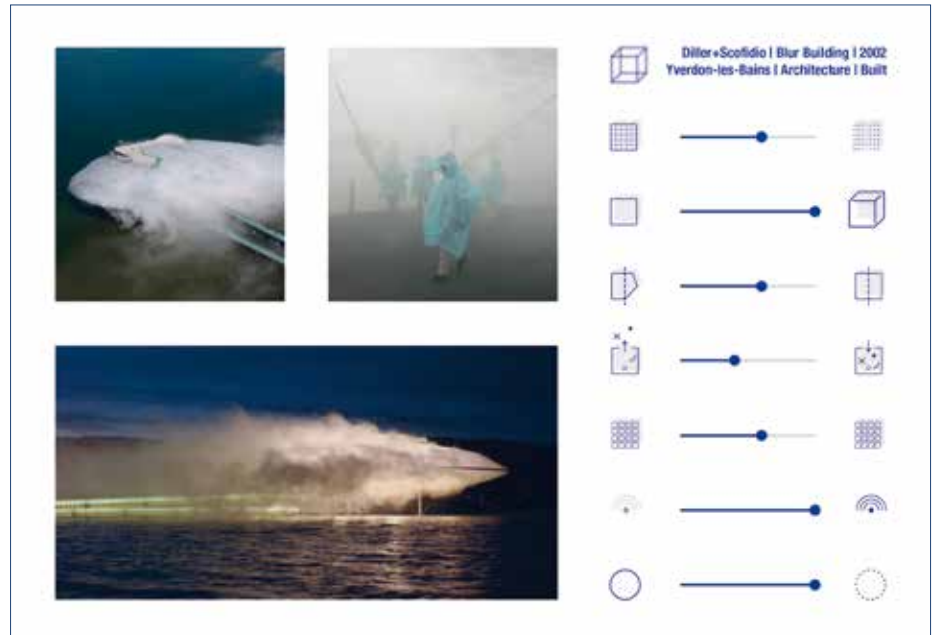 Diller+Scofidio | Blur Building | 2002
Yverdon-les-Bains | Architecture | Built